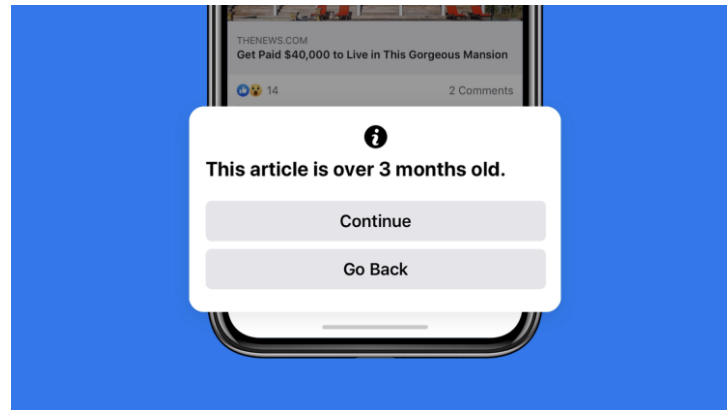 THENEWS.COM
Get Paid $40,000 to Live in This Gorgeous Mansion
14
2 Comments
This article is over 3 months old.
Continue
Go Back